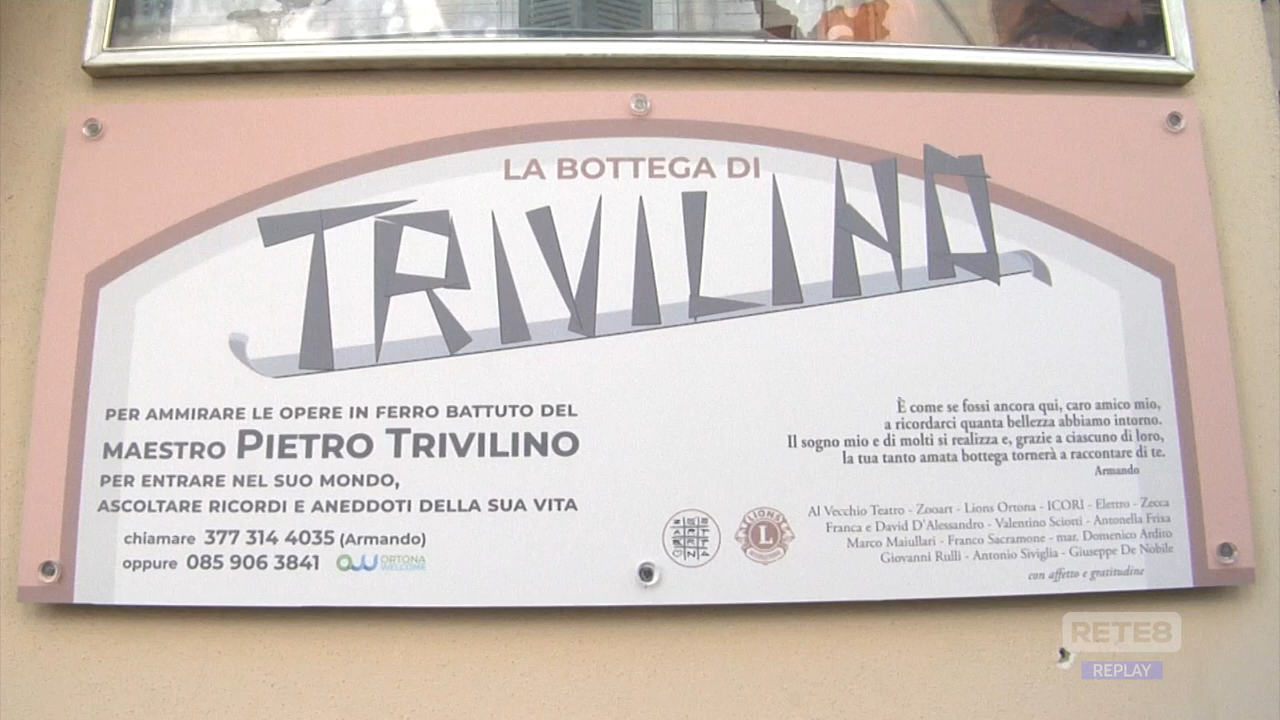 LA BOTTEGA DI
TRIVILINO
PER AMMIRARE LE OPERE IN FERRO BATTUTO DEL
MAESTRO PIETRO TRIVILINO
PER ENTRARE NEL SUO MONDO,
ASCOLTARE RICORDI E ANEDDOTI DELLA SUA VITA
chiamare 377 314 4035 (Armando)
oppure 085 906 3841
ORTONA
WELCOME
È come se fossi ancora qui, caro amico mio,
a ricordarci quanta bellezza abbiamo intorno.
Il sogno mio e di molti si realizza e, grazie a ciascuno di loro,
la tua tanto amata bottega tornerà a raccontare di te.
Armando
LIONS
L
Al Vecchio Teatro - Zooart - Lions Ortona - ICORÌ - Elettro - Zecca
Franca e David D'Alessandro - Valentino Sciotti - Antonella Frisa
Marco Maiullari - Franco Sacramone - mar. Domenico Ardito
Giovanni Rulli - Antonio Siviglia - Giuseppe De Nobile
con affetto e gratitudine
RETE8
REPLAY